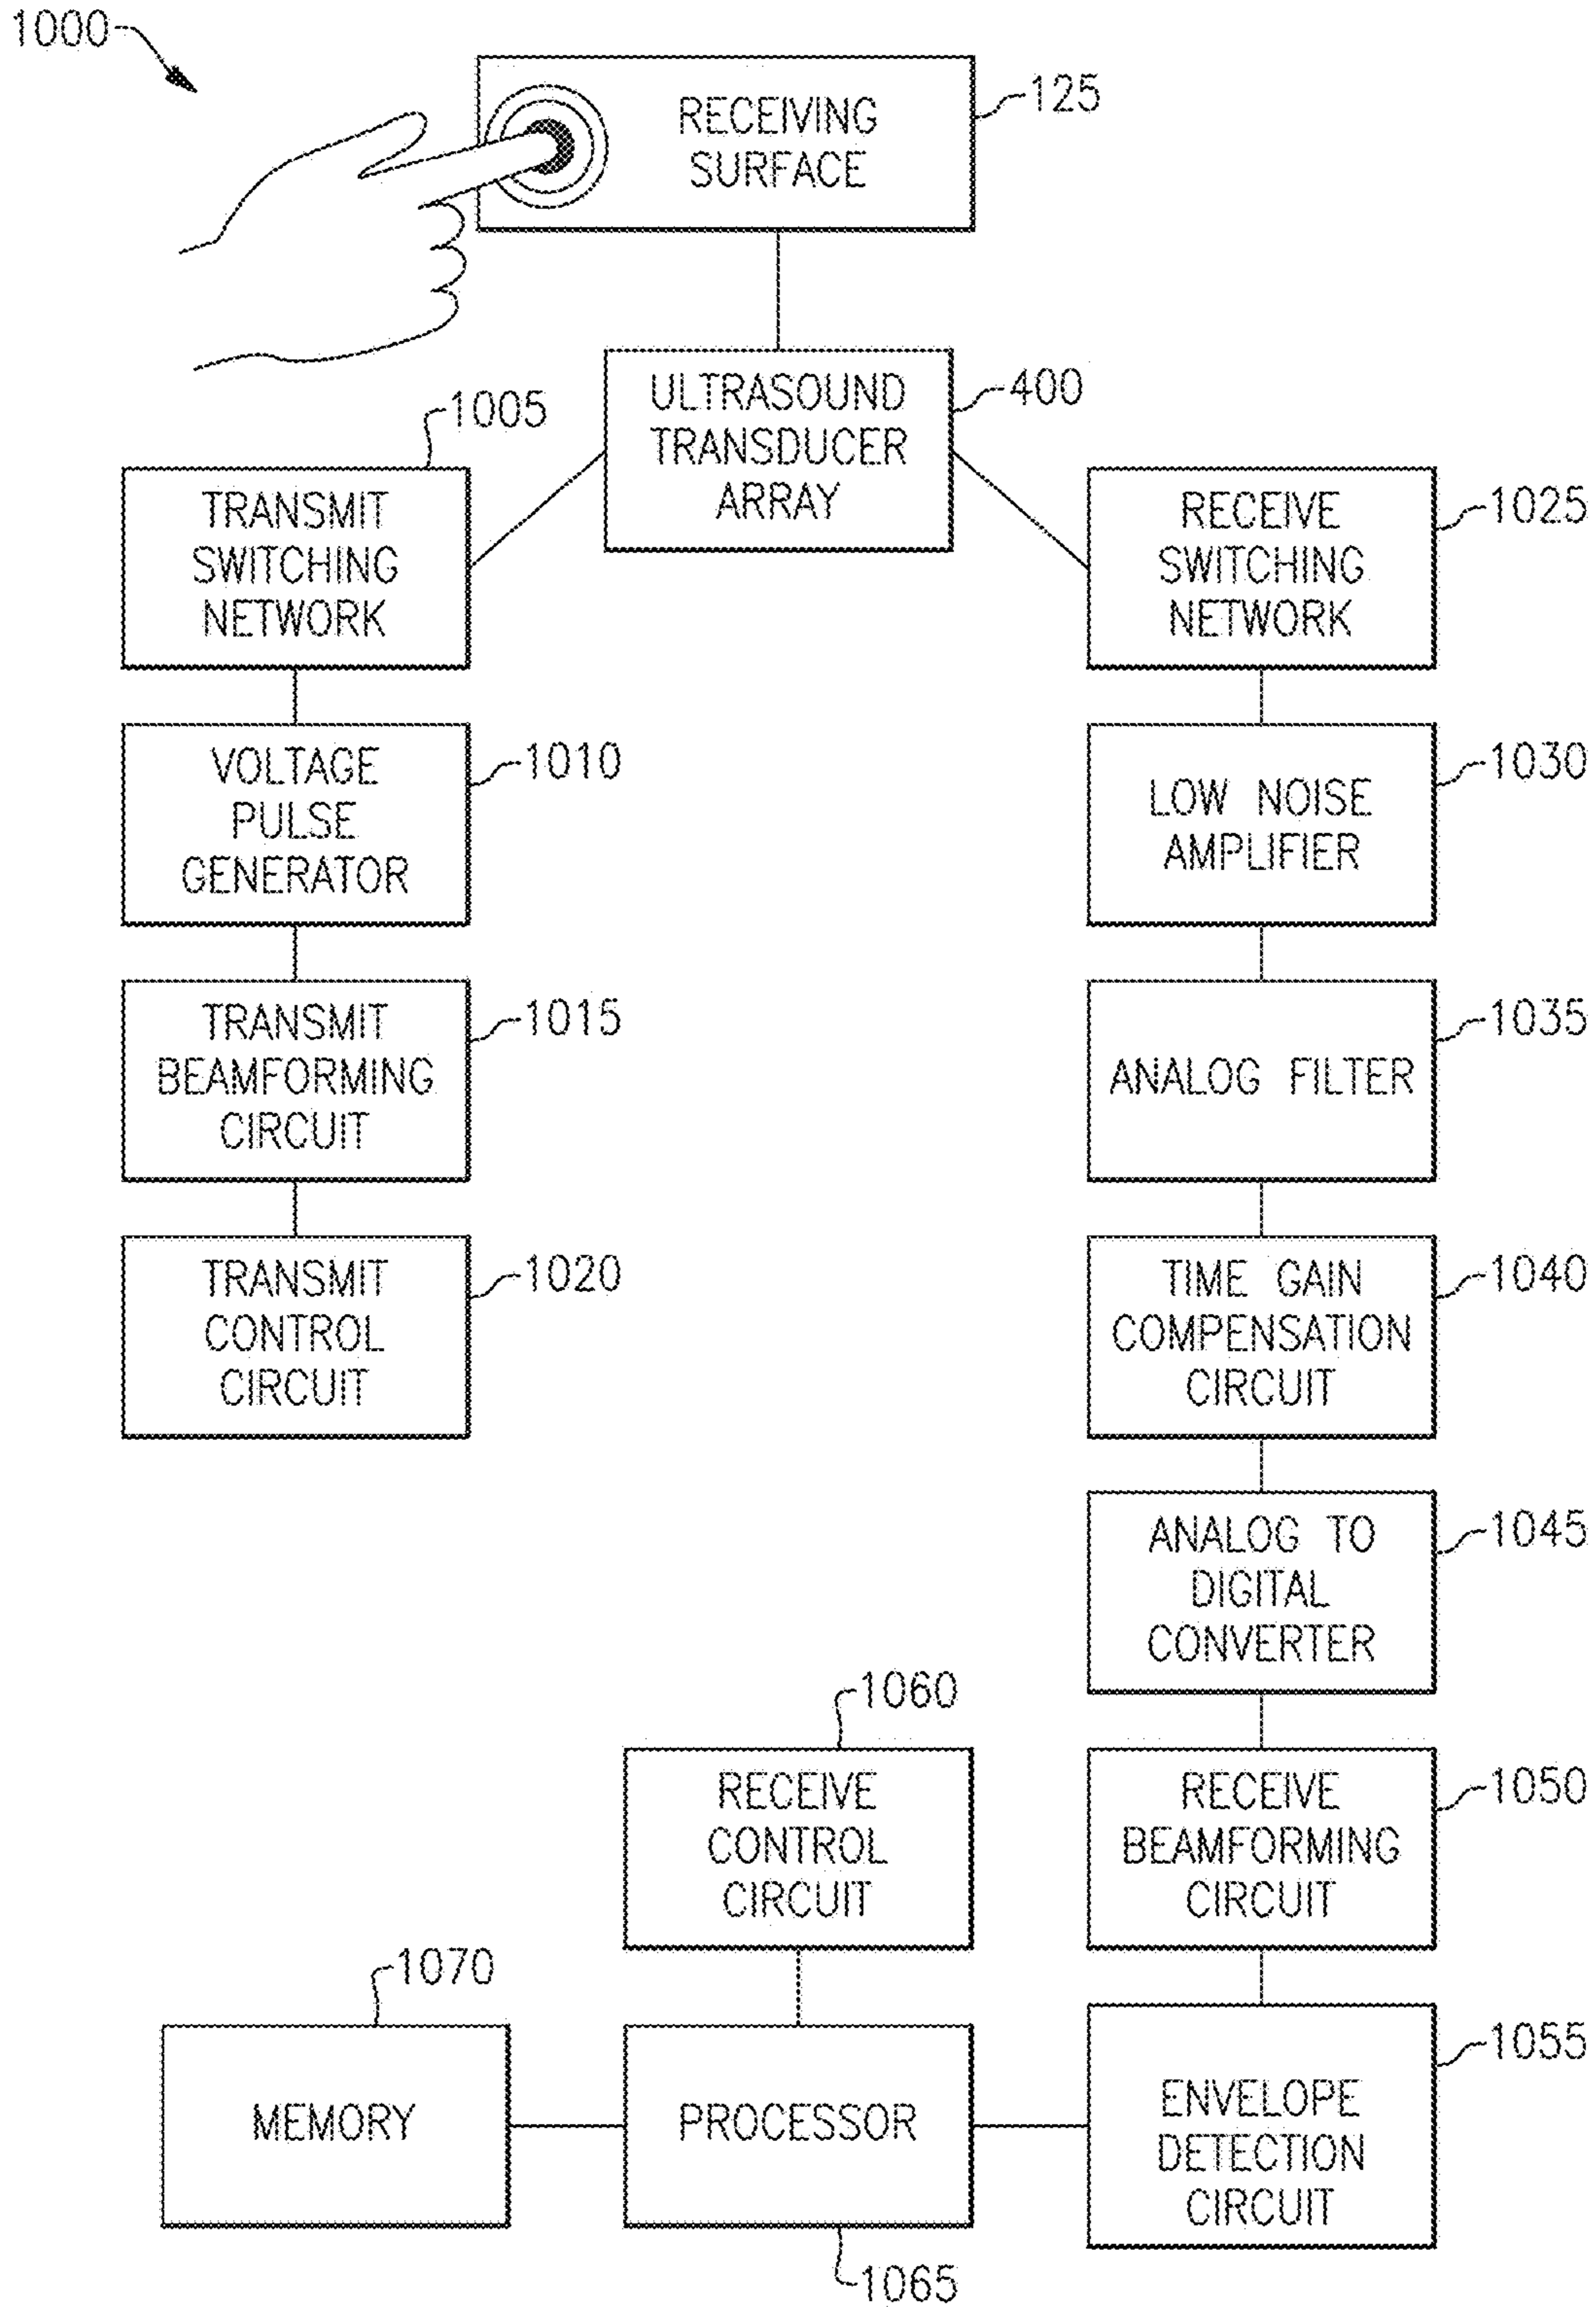 1000
RECEIVING
SURFACE
125
ULTRASOUND
TRANSDUCER
ARRAY
400
1005
TRANSMIT
SWITCHING
NETWORK
VOLTAGE
PULSE
GENERATOR
1010
TRANSMIT
BEAMFORMING
CIRCUIT
1015
TRANSMIT
CONTROL
CIRCUIT
1020
RECEIVE
SWITCHING
NETWORK
1025
LOW NOISE
AMPLIFIER
1030
ANALOG FILTER
1035
TIME GAIN
COMPENSATION
CIRCUIT
1040
ANALOG TO
DIGITAL
CONVERTER
1045
RECEIVE
BEAMFORMING
CIRCUIT
1050
ENVELOPE
DETECTION
CIRCUIT
1055
1060
RECEIVE
CONTROL
CIRCUIT
PROCESSOR
1065
1070
MEMORY